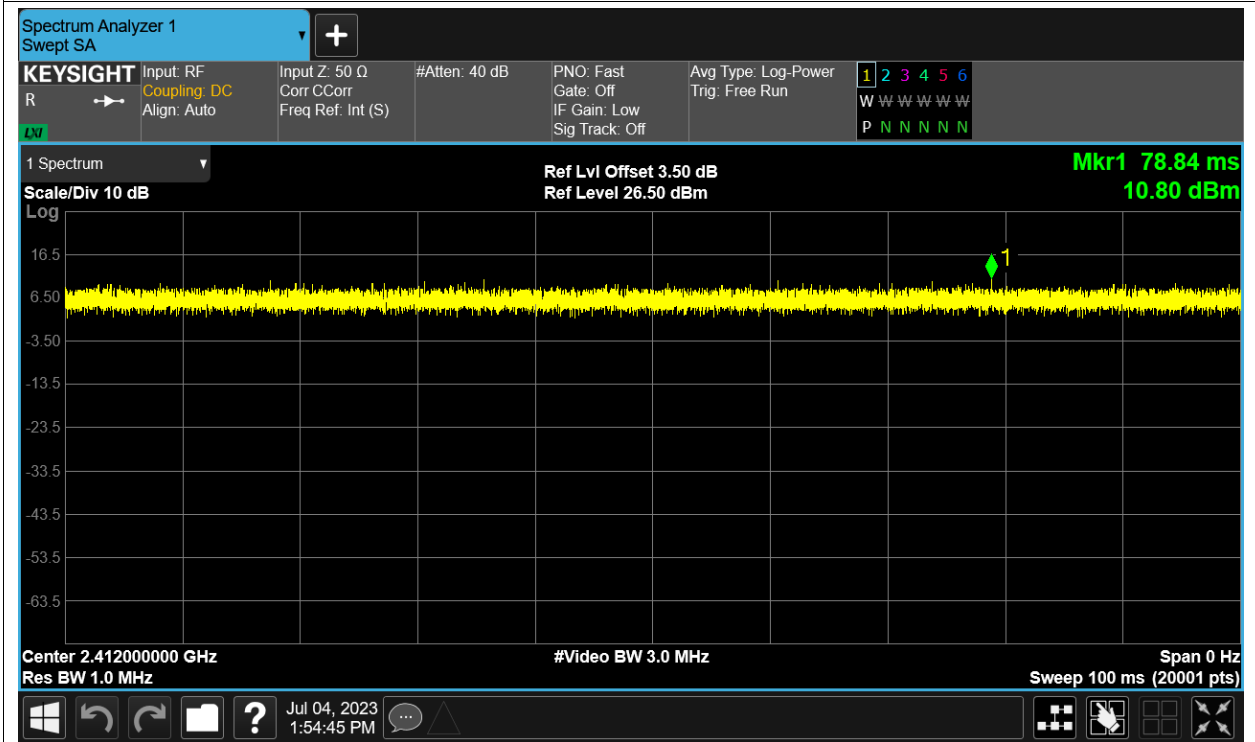 Spectrum Analyzer 1
Swept SA
KEYSIGHT
R
LXI
Input: RF
Coupling: DC
Align: Auto
Input Z: 50 Ω
Corr CCorr
Freq Ref: Int (S)
#Atten: 40 dB
PNO: Fast
Gate: Off
IF Gain: Low
Sig Track: Off
Avg Type: Log-Power
Trig: Free Run
1 2 3 4 5 6
W W W W W W
P N N N N N
1 Spectrum
Scale/Div 10 dB
Ref Lvl Offset 3.50 dB
Ref Level 26.50 dBm
Mkr1 78.84 ms
10.80 dBm
Log
16.5
1
6.50
-3.50
-13.5
-23.5
-33.5
-43.5
-53.5
-63.5
Center 2.412000000 GHz
#Video BW 3.0 MHz
Span 0 Hz
Res BW 1.0 MHz
Sweep 100 ms (20001 pts)
?
Jul 04, 2023
1:54:45 PM